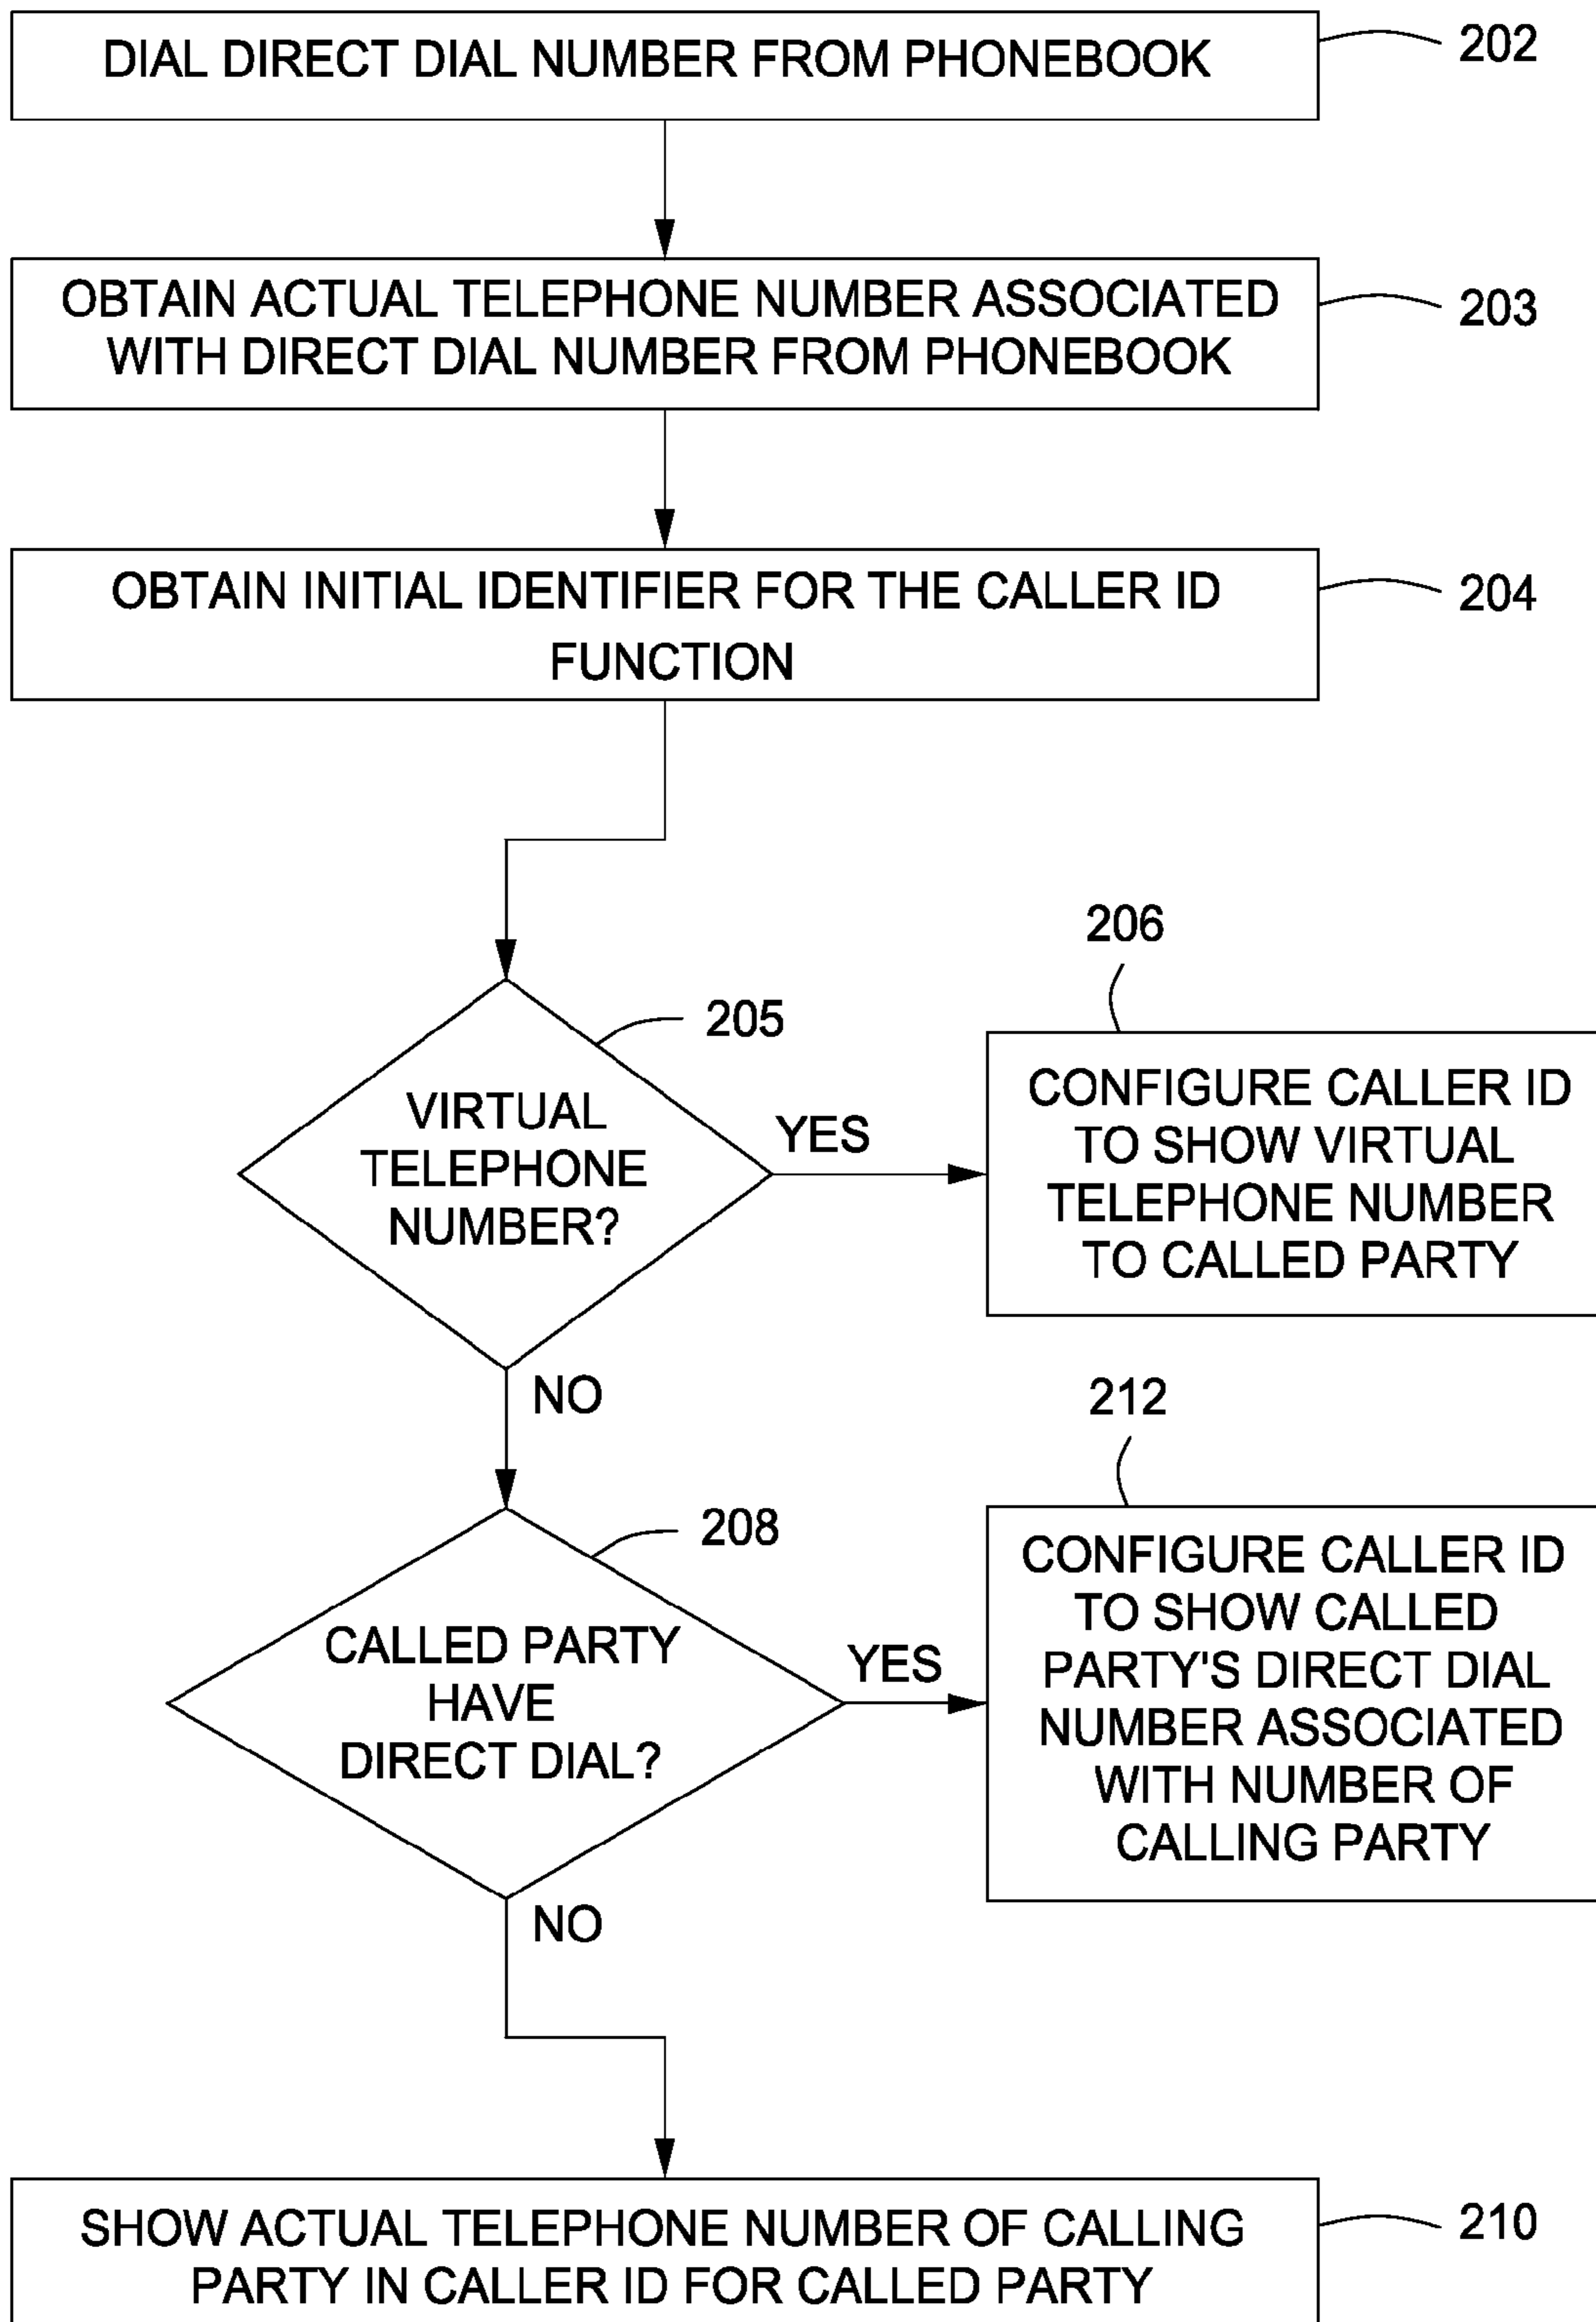 DIAL DIRECT DIAL NUMBER FROM PHONEBOOK
202
OBTAIN ACTUAL TELEPHONE NUMBER ASSOCIATED
WITH DIRECT DIAL NUMBER FROM PHONEBOOK
203
OBTAIN INITIAL IDENTIFIER FOR THE CALLER ID
FUNCTION
204
205
VIRTUAL
TELEPHONE
NUMBER?
YES
206
CONFIGURE CALLER ID
TO SHOW VIRTUAL
TELEPHONE NUMBER
TO CALLED PARTY
NO
208
CALLED PARTY
HAVE
DIRECT DIAL?
YES
212
CONFIGURE CALLER ID
TO SHOW CALLED
PARTY'S DIRECT DIAL
NUMBER ASSOCIATED
WITH NUMBER OF
CALLING PARTY
NO
SHOW ACTUAL TELEPHONE NUMBER OF CALLING
PARTY IN CALLER ID FOR CALLED PARTY
210